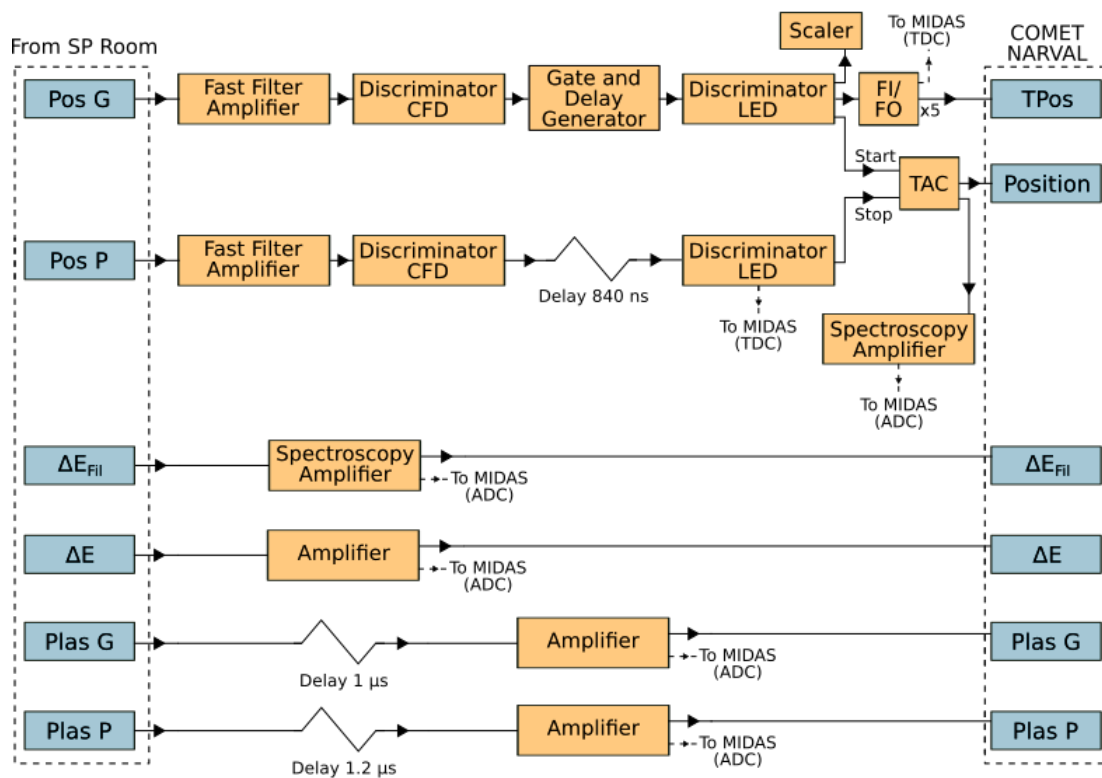 From SP Room
COMET
NARVAL
Scaler
To MIDAS
(TDC)
Pos G
Fast Filter
Amplifier
Discriminator
CFD
Gate and
Delay
Generator
Discriminator
LED
FI/
FO
x5
TPos
Start
TAC
Position
Stop
Pos P
Fast Filter
Amplifier
Discriminator
CFD
Delay 840 ns
Discriminator
LED
To MIDAS
(TDC)
Spectroscopy
Amplifier
To MIDAS
(ADC)
ΔEFil
Spectroscopy
Amplifier
To MIDAS
(ADC)
ΔEFil
ΔE
Amplifier
To MIDAS
(ADC)
ΔE
Plas G
Delay 1 μs
Amplifier
To MIDAS
(ADC)
Plas G
Plas P
Delay 1.2 μs
Amplifier
To MIDAS
(ADC)
Plas P